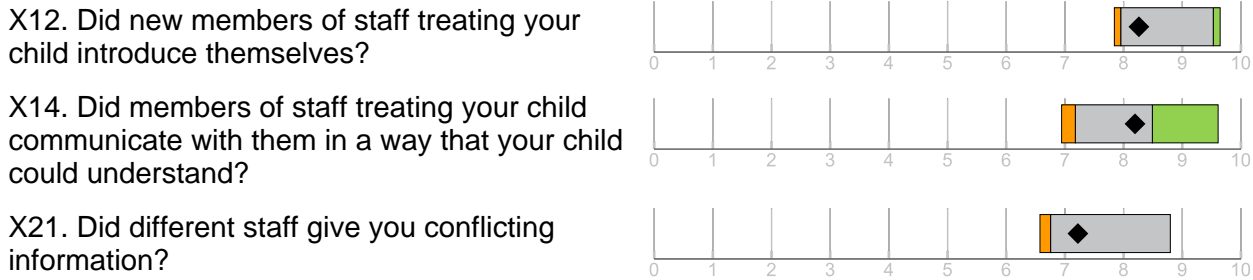 X12. Did new members of staff treating your
child introduce themselves?
0 1 2 3 4 5 6 7 8 9 10
X14. Did members of staff treating your child
communicate with them in a way that your child
could understand?
0 1 2 3 4 5 6 7 8 9 10
X21. Did different staff give you conflicting
information?
0 1 2 3 4 5 6 7 8 9 10